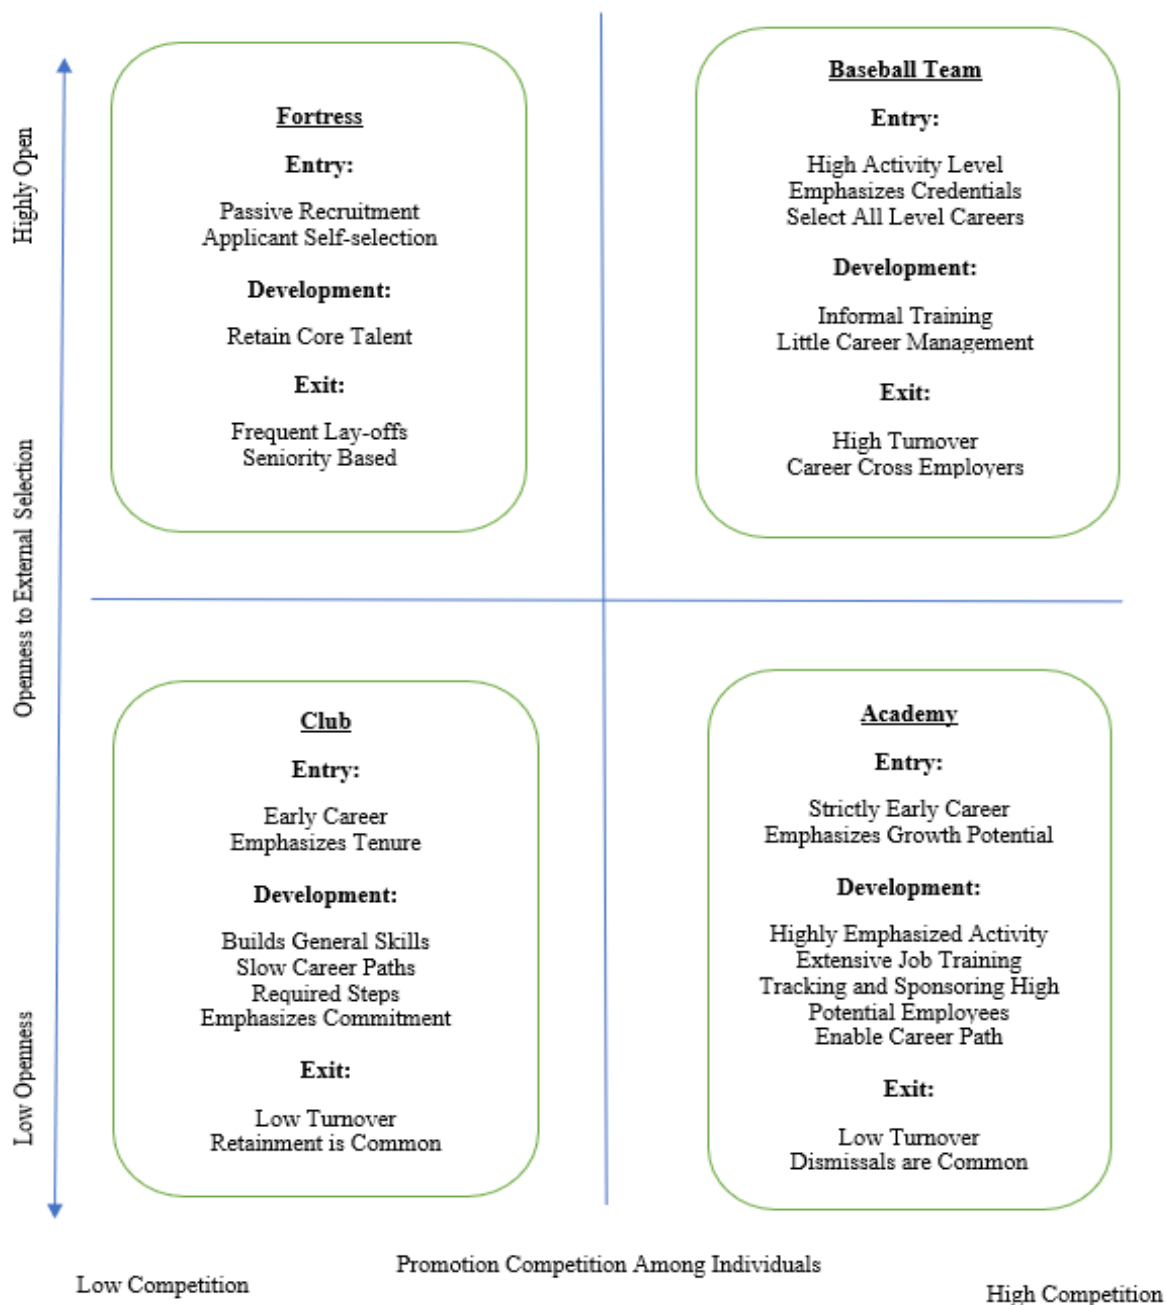 Fortress
Entry:
Passive Recruitment
Applicant Self-selection
Development:
Retain Core Talent
Exit:
Frequent Lay-offs
Seniority Based
Baseball Team
Entry:
High Activity Level
Emphasizes Credentials
Select All Level Careers
Development:
Informal Training
Little Career Management
Exit:
High Turnover
Career Cross Employers
Highly Open
Openness to External Selection
Low Openness
Club
Entry:
Early Career
Emphasizes Tenure
Development:
Builds General Skills
Slow Career Paths
Required Steps
Emphasizes Commitment
Exit:
Low Turnover
Retainment is Common
Academy
Entry:
Strictly Early Career
Emphasizes Growth Potential
Development:
Highly Emphasized Activity
Extensive Job Training
Tracking and Sponsoring High
Potential Employees
Enable Career Path
Exit:
Low Turnover
Dismissals are Common
Promotion Competition Among Individuals
Low Competition
High Competition